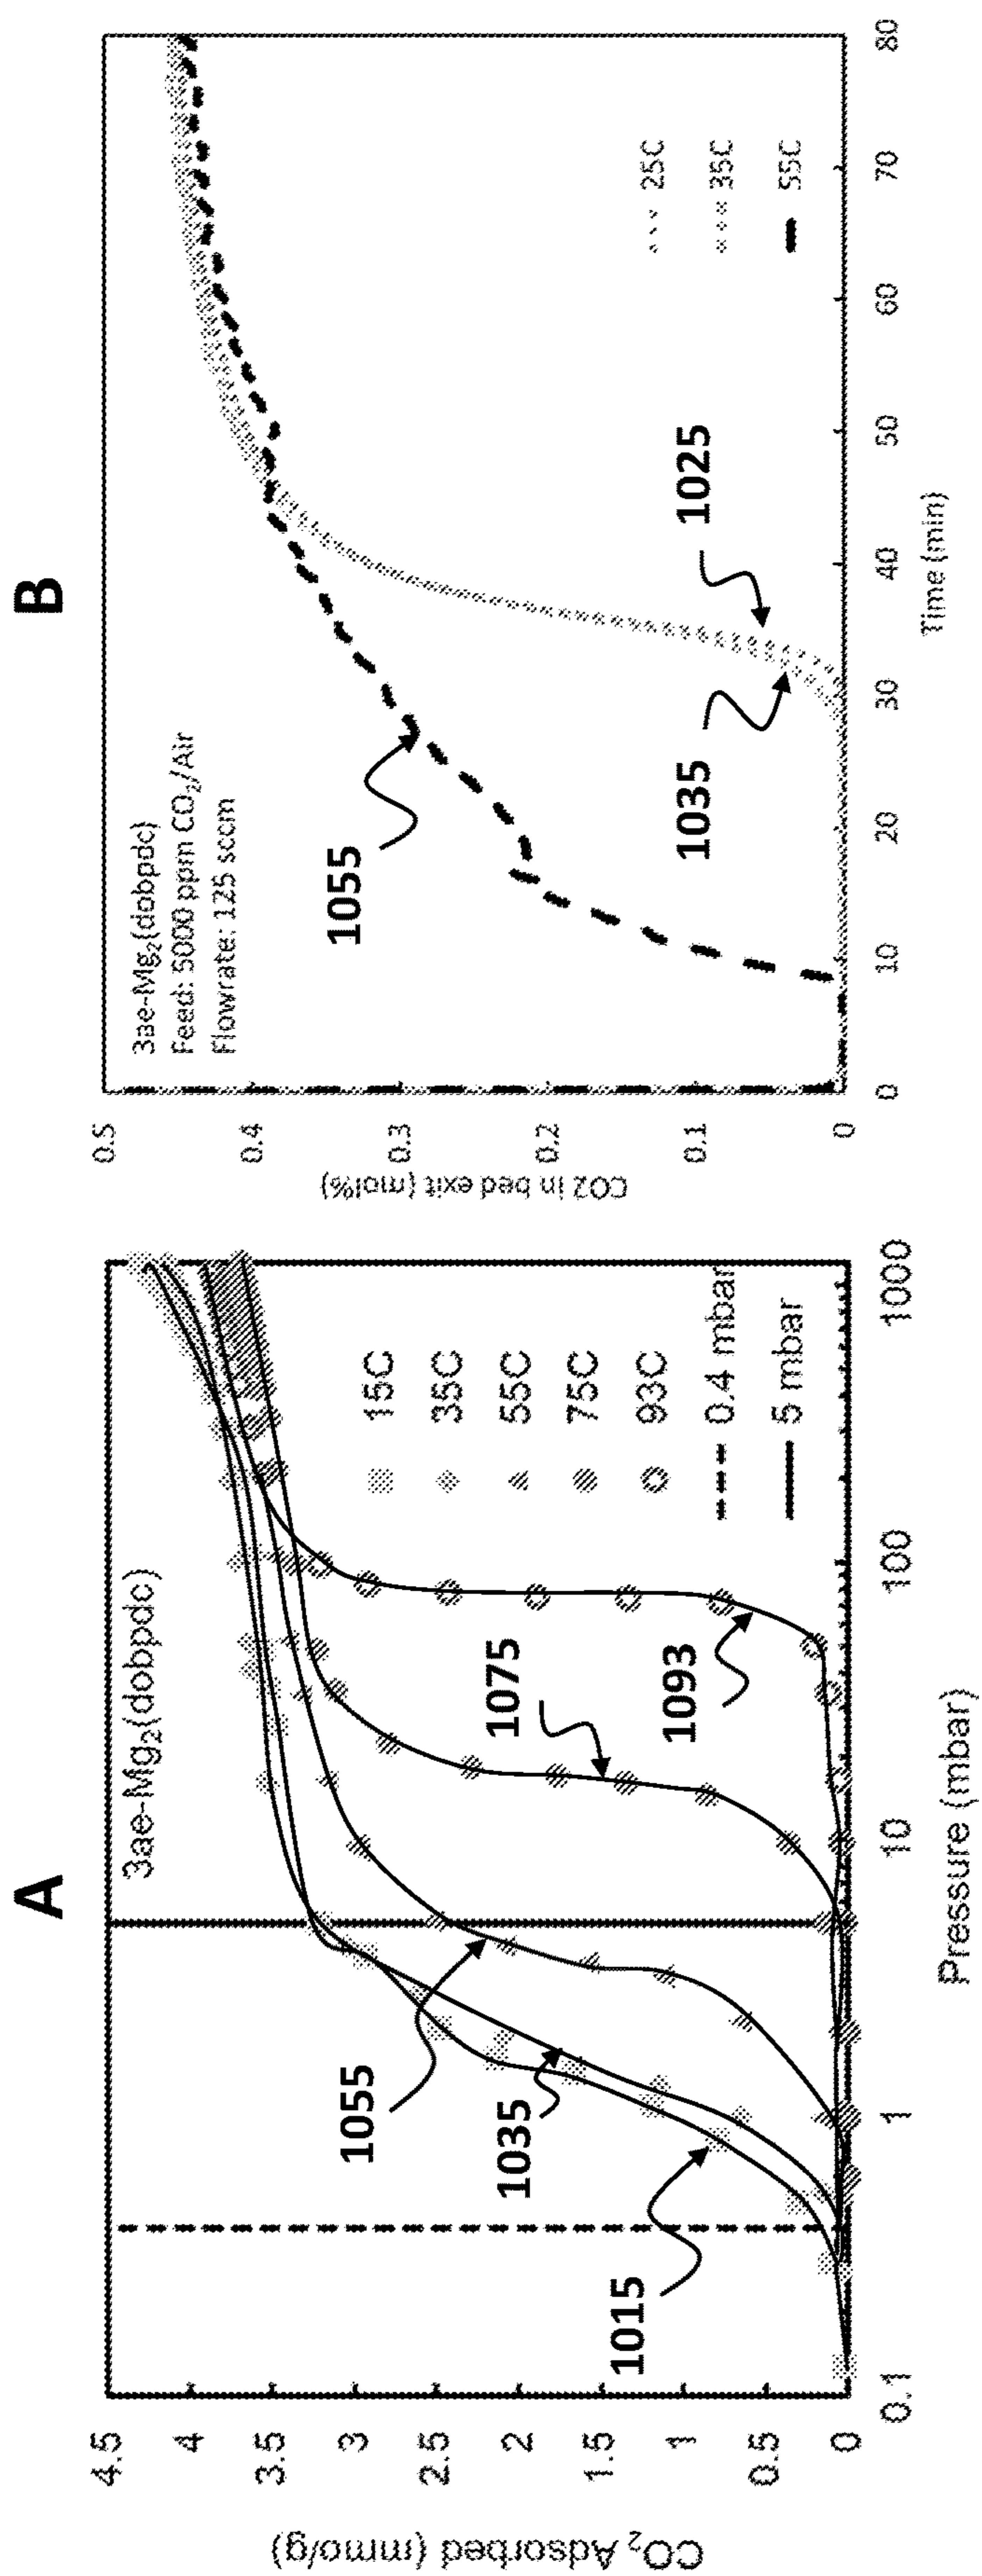 A
CO₂ Adsorbed (mmo/g)
4.5
4
3.5
3
2.5
2
1.5
1
0.5
0
3ae-Mg₂(dobpdc)
15C
35C
55C
75C
93C
0.4 mbar
5 mbar
1015
1035
1055
1075
1093
0.1
1
10
100
1000
Pressure (mbar)
B
CO2 in bed exit (mol%)
0.5
0.4
0.3
0.2
0.1
0
3ae-Mg₂(dobpdc)
Feed: 5000 ppm CO₂/Air
Flowrate: 125 sccm
1055
1035
1025
25C
35C
55C
0
10
20
30
40
50
60
70
80
Time (min)